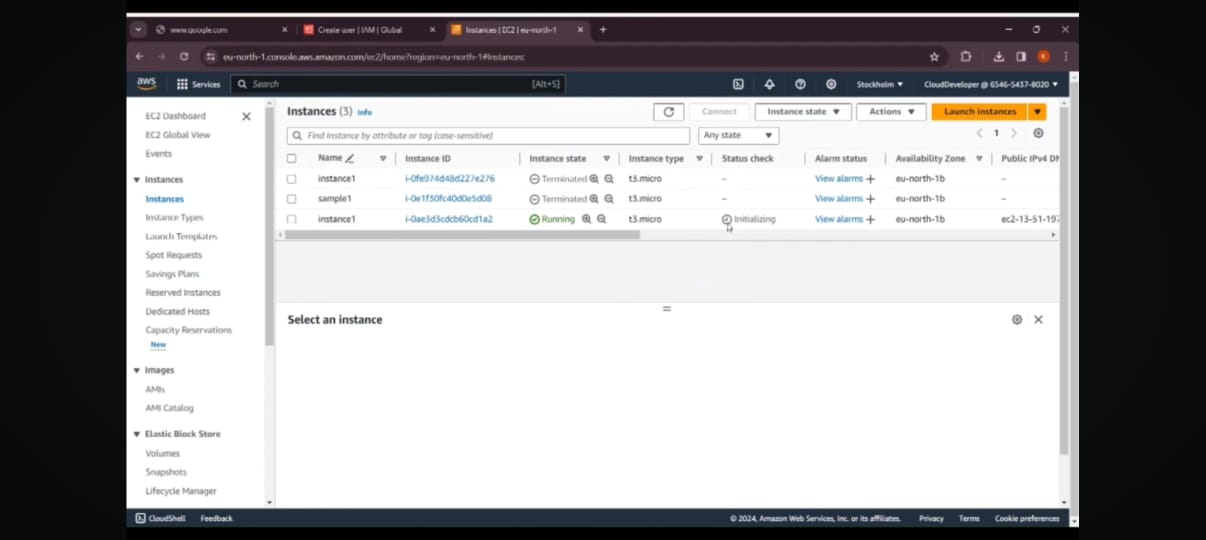 www.google.com Create user | IAM | Global Instances | EC2 | eu-north-1
eu-north-1.console.aws.amazon.com/ec2/home?region=eu-north-1#Instances:
aws Services Search [Alt+S] Stockholm CloudDeveloper @ 6546-5437-8020
EC2 Dashboard
EC2 Global View
Events
Instances
Instances
Instance Types
Launch Templates
Spot Requests
Savings Plans
Reserved Instances
Dedicated Hosts
Capacity Reservations
New
Images
AMIs
AMI Catalog
Elastic Block Store
Volumes
Snapshots
Lifecycle Manager
Instances (3) Info Connect Instance state Actions Launch instances
Find Instance by attribute or tag (case-sensitive) Any state 1
Name Instance ID Instance state Instance type Status check Alarm status Availability Zone Public IPv4 DN
instance1 i-0fe974d48d227e276 Terminated t3.micro – View alarms + eu-north-1b –
sample1 i-0e1f30fc40d0e5d08 Terminated t3.micro – View alarms + eu-north-1b –
instance1 i-0ae3d3cdcb60cd1a2 Running t3.micro Initializing View alarms + eu-north-1b ec2-13-51-197
Select an instance
CloudShell Feedback © 2024, Amazon Web Services, Inc. or its affiliates. Privacy Terms Cookie preferences